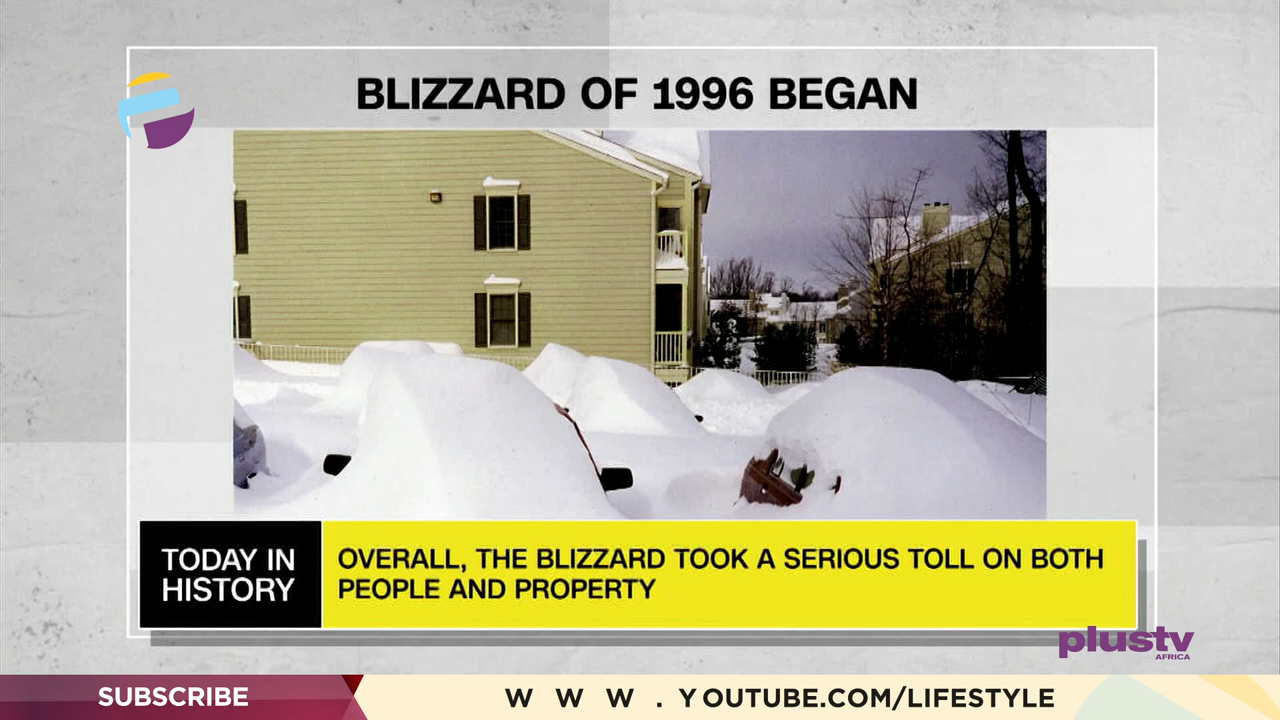 BLIZZARD OF 1996 BEGAN
TODAY IN
HISTORY
OVERALL, THE BLIZZARD TOOK A SERIOUS TOLL ON BOTH
PEOPLE AND PROPERTY
plustv
AFRICA
SUBSCRIBE
WWW.YOUTUBE.COM/LIFESTYLE